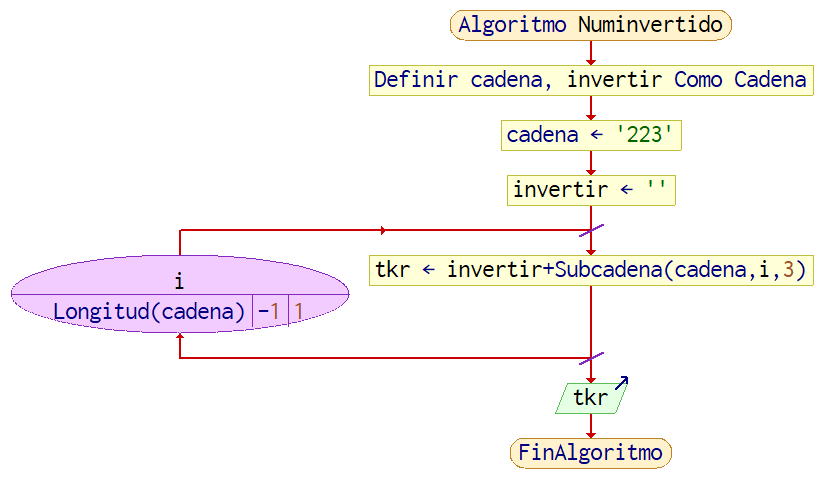 Algoritmo Numinvertido
Definir cadena, invertir Como Cadena
cadena ← '223'
invertir ← ''
tkr ← invertir+Subcadena(cadena,i,3)
i
Longitud(cadena) -1 1
tkr
FinAlgoritmo